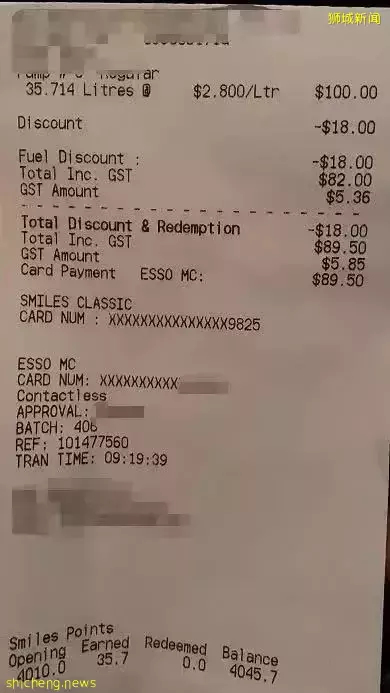 狮城新闻
Regular
35.714 Litres @ $2.800/Ltr $100.00
Discount -$18.00
Fuel Discount : -$18.00
Total Inc. GST $82.00
GST Amount $5.36
Total Discount & Redemption -$18.00
Total Inc. GST $89.50
GST Amount $5.85
Card Payment ESSO MC: $89.50
SMILES CLASSIC
CARD NUM : XXXXXXXXXXXXXXX9825
ESSO MC
CARD NUM: XXXXXXXXXX
Contactless
APPROVAL:
BATCH: 406
REF: 101477560
TRAN TIME: 09:19:39
Smiles Points
Opening Earned Redeemed Balance
4010.0 35.7 0.0 4045.7
shicheng.news